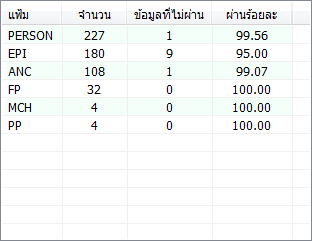 แฟ้ม จำนวน ข้อมูลที่ไม่ผ่าน ผ่านร้อยละ
PERSON 227 1 99.56
EPI 180 9 95.00
ANC 108 1 99.07
FP 32 0 100.00
MCH 4 0 100.00
PP 4 0 100.00